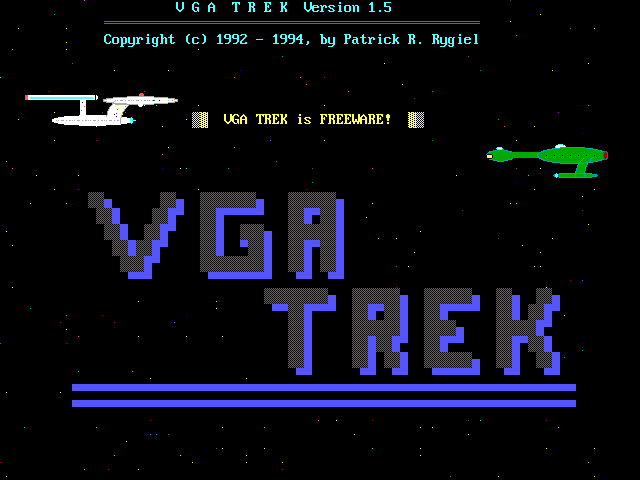 V G A  T R E K  Version 1.5
Copyright (c) 1992 - 1994, by Patrick R. Rygiel
VGA TREK is FREEWARE!
VGA
TREK